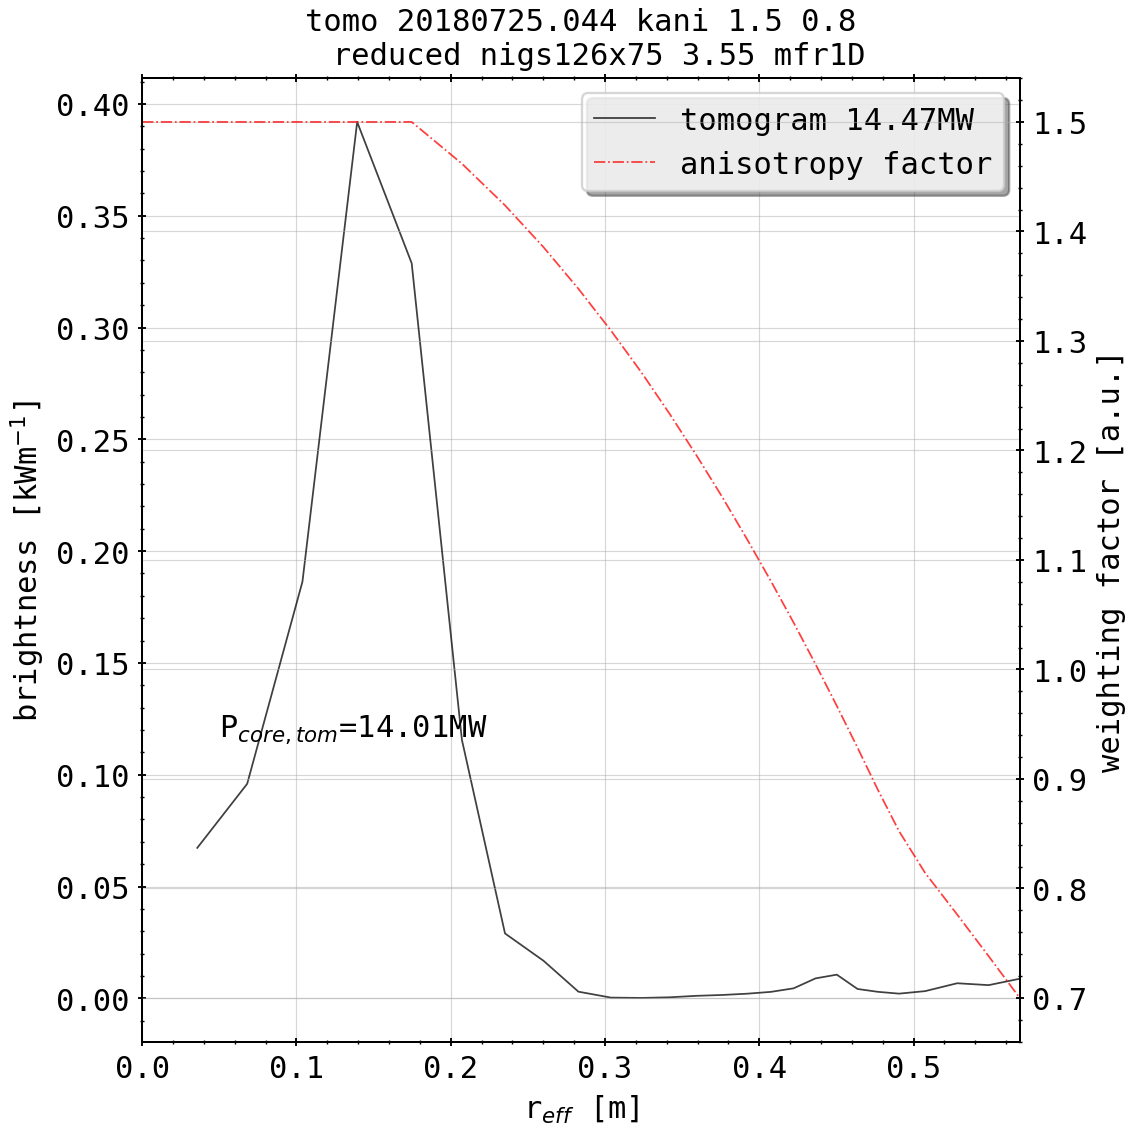 tomo 20180725.044 kani 1.5 0.8
reduced nigs126x75 3.55 mfr1D
tomogram 14.47MW
anisotropy factor
brightness [kWm⁻¹]
0.40
0.35
0.30
0.25
0.20
0.15
0.10
0.05
0.00
P_core,tom=14.01MW
1.5
1.4
1.3
1.2
1.1
1.0
0.9
0.8
0.7
weighting factor [a.u.]
0.0 0.1 0.2 0.3 0.4 0.5
r_eff [m]